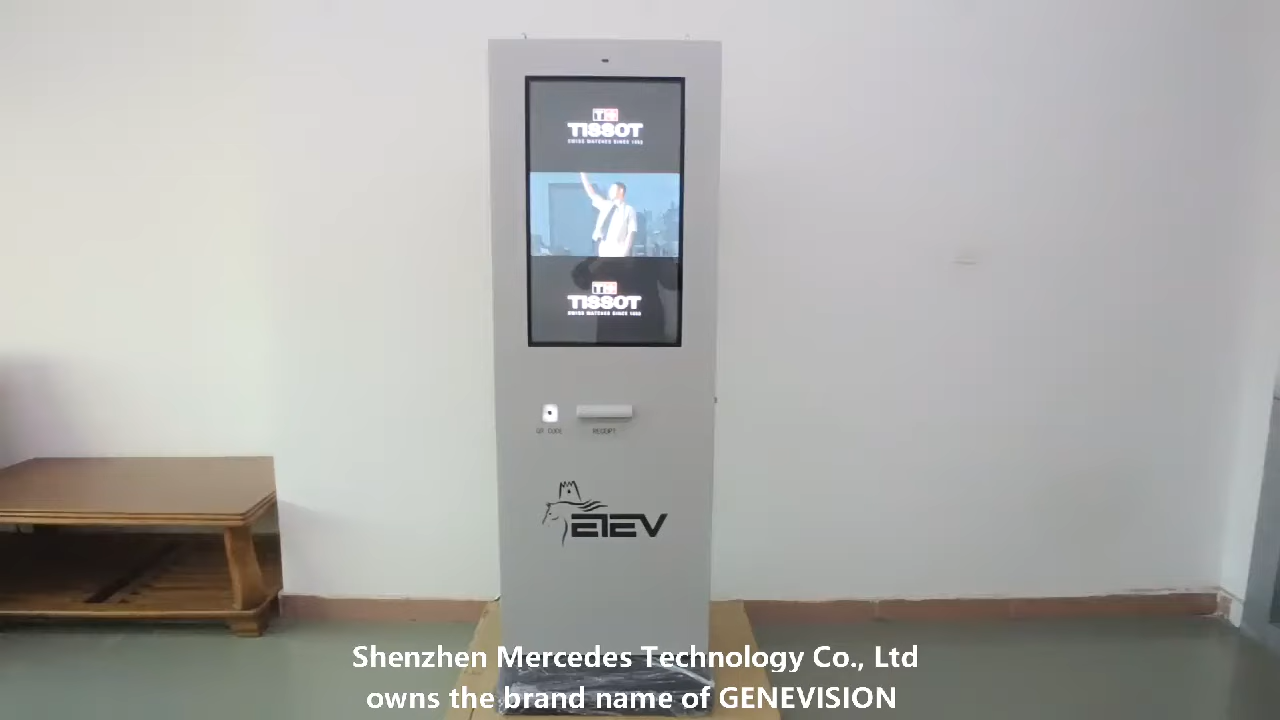 TISSOT
SWISS WATCHES SINCE 1853
TISSOT
SWISS WATCHES SINCE 1853
QR CODE
RECEIPT
ETEV
Shenzhen Mercedes Technology Co., Ltd
owns the brand name of GENEVISION